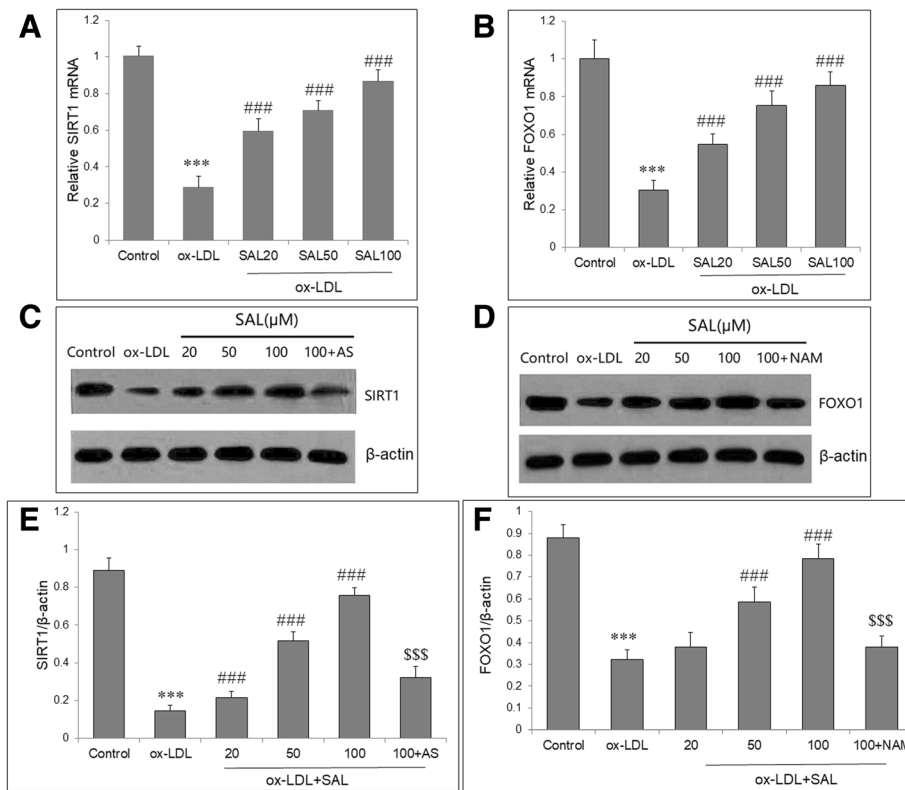 A
Relative SIRT1 mRNA
1.2
1
0.8
0.6
0.4
0.2
0
***
###
###
###
Control ox-LDL SAL20 SAL50 SAL100
ox-LDL
B
Relative FOXO1 mRNA
1.2
1
0.8
0.6
0.4
0.2
0
***
###
###
###
Control ox-LDL SAL20 SAL50 SAL100
ox-LDL
C
SAL(μM)
Control ox-LDL 20 50 100 100+AS
SIRT1
β-actin
D
SAL(μM)
Control ox-LDL 20 50 100 100+NAM
FOXO1
β-actin
E
SIRT1/β-actin
1.2
1
0.8
0.6
0.4
0.2
0
***
###
###
###
$$$
Control ox-LDL 20 50 100 100+AS
ox-LDL+SAL
F
FOXO1/β-actin
1
0.9
0.8
0.7
0.6
0.5
0.4
0.3
0.2
0.1
0
***
###
###
$$$
Control ox-LDL 20 50 100 100+NAM
ox-LDL+SAL